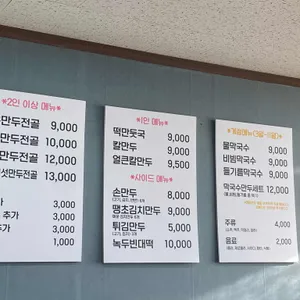 *2인 이상 메뉴*
만두전골 9,000
만두전골 10,000
만두전골 12,000
섯만두전골 13,000
3,000
추가 3,000
추가 3,000
1,000
*1인 메뉴*
떡만둣국 9,000
칼만두 9,000
얼큰칼만두 9,500
*사이드 메뉴*
손만두 8,000
땡초김치만두 9,000
튀김만두 5,000
녹두빈대떡 10,000
물막국수 9,000
비빔막국수 9,000
들기름막국수 9,000
막국수만두세트 12,000
주류 4,000
음료 2,000